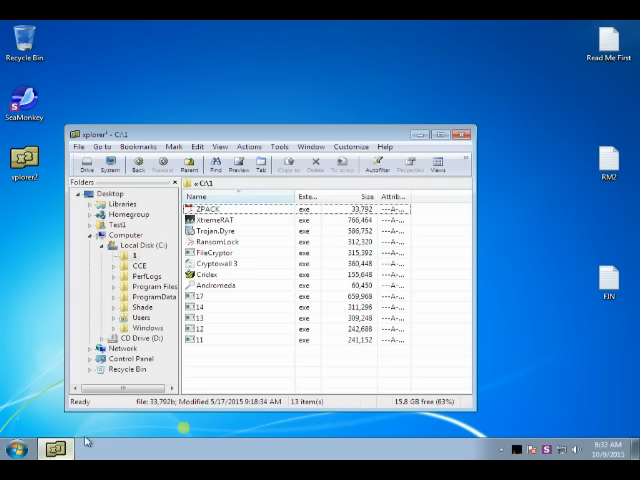 Recycle Bin
Read Me First
SeaMonkey
xplorer2
RM2
FIN
xplorer² - C:\1
File Go to Bookmarks Mark Edit View Actions Tools Window Customize Help
Drive System Back Forward Parent Find Preview Tab Copy to Delete To scrap Autofilter Properties Views
Folders
« C:\1
Desktop
Libraries
Homegroup
Test1
Computer
Local Disk (C:)
1
CCE
PerfLogs
Program Files
ProgramData
Shade
Users
Windows
CD Drive (D:)
Network
Control Panel
Recycle Bin
Name Exte... Size Attrib...
ZPACK exe 33,792 ---A-...
XtremeRAT exe 766,464 ---A-...
Trojan.Dyre exe 586,752 ---A-...
RansomLock exe 312,320 ---A-...
FileCryptor exe 315,392 ---A-...
Cryptowall 3 exe 360,448 ---A-...
Cridex exe 155,648 ---A-...
Andromeda exe 60,450 ---A-...
17 exe 659,968 ---A-...
14 exe 311,296 ---A-...
13 exe 309,248 ---A-...
12 exe 242,688 ---A-...
11 exe 241,152 ---A-...
Ready file: 33,792b; Modified 5/17/2015 9:18:34 AM 13 item(s) 15.8 GB free (63%)
8:32 AM
10/9/2015